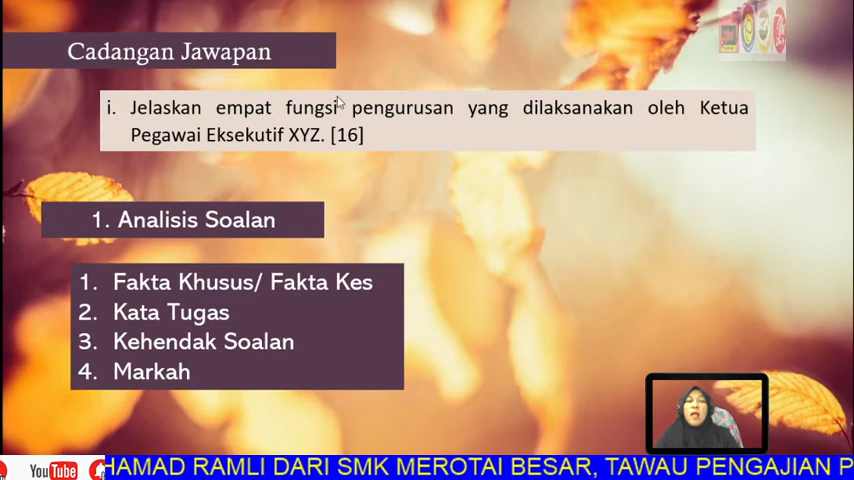 Cadangan Jawapan
i. Jelaskan empat fungsi pengurusan yang dilaksanakan oleh Ketua
Pegawai Eksekutif XYZ. [16]
1. Analisis Soalan
1. Fakta Khusus/ Fakta Kes
2. Kata Tugas
3. Kehendak Soalan
4. Markah
YouTube
HAMAD RAMLI DARI SMK MEROTAI BESAR, TAWAU PENGAJIAN P